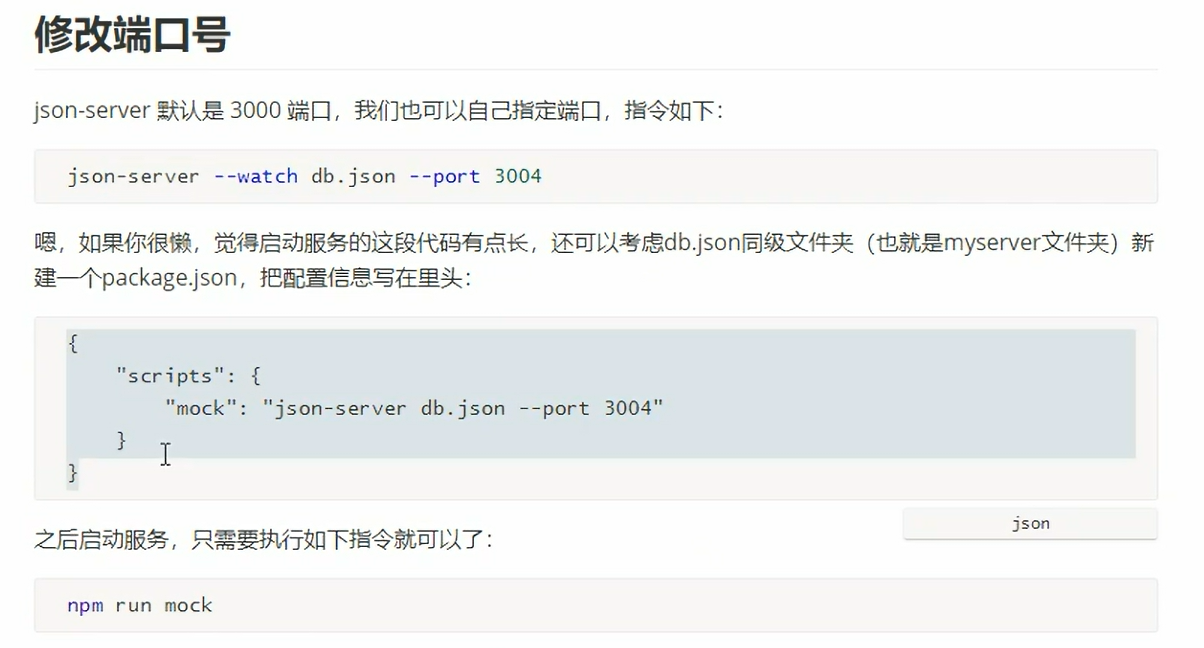 修改端口号
json-server 默认是 3000 端口，我们也可以自己指定端口，指令如下：
json-server --watch db.json --port 3004
嗯，如果你很懒，觉得启动服务的这段代码有点长，还可以考虑db.json同级文件夹（也就是myserver文件夹）新
建一个package.json，把配置信息写在里头：
{
    "scripts": {
        "mock": "json-server db.json --port 3004"
    }
}
json
之后启动服务，只需要执行如下指令就可以了：
npm run mock